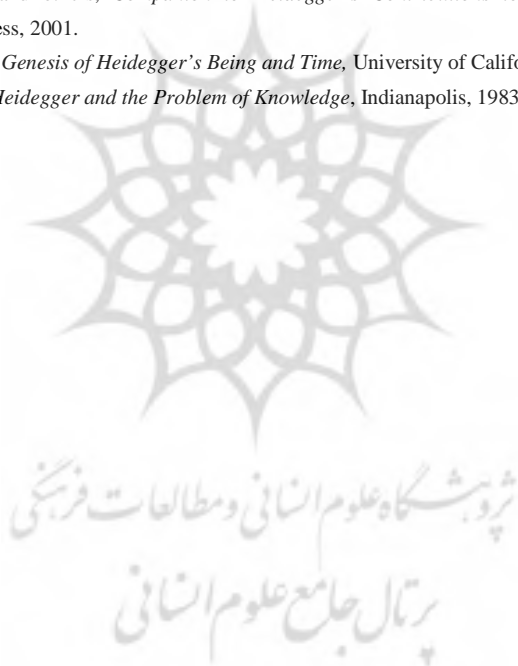 ess, 2001.
Genesis of Heidegger's Being and Time, University of Califo
Heidegger and the Problem of Knowledge, Indianapolis, 1983
پژوهشگاه علوم انسانی و مطالعات فرهنگی
پرتال جامع علوم انسانی